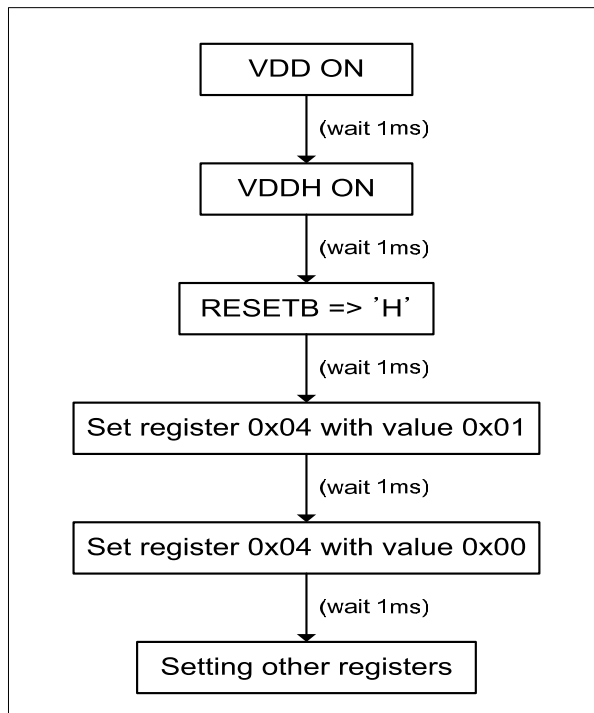 VDD ON
(wait 1ms)
VDDH ON
(wait 1ms)
RESETB => 'H'
(wait 1ms)
Set register 0x04 with value 0x01
(wait 1ms)
Set register 0x04 with value 0x00
(wait 1ms)
Setting other registers